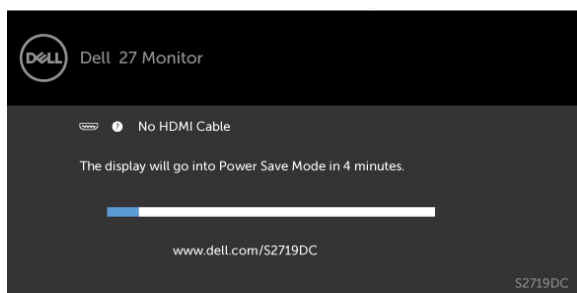 DELL
Dell 27 Monitor
? No HDMI Cable
The display will go into Power Save Mode in 4 minutes.
www.dell.com/S2719DC
S2719DC